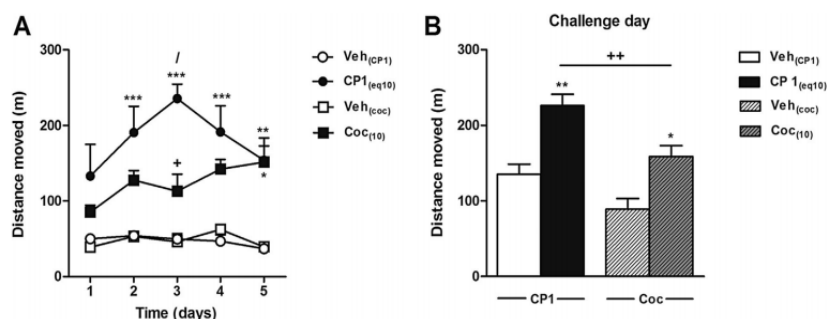 A
Distance moved (m)
300
200
100
0
/
***
***
***
**
+
*
1 2 3 4 5
Time (days)
Veh(CP1)
CP1(eq10)
Veh(coc)
Coc(10)
B
Challenge day
Distance moved (m)
300
200
100
0
++
**
*
CP1 Coc
Veh(CP1)
CP 1(eq10)
Veh(coc)
Coc(10)